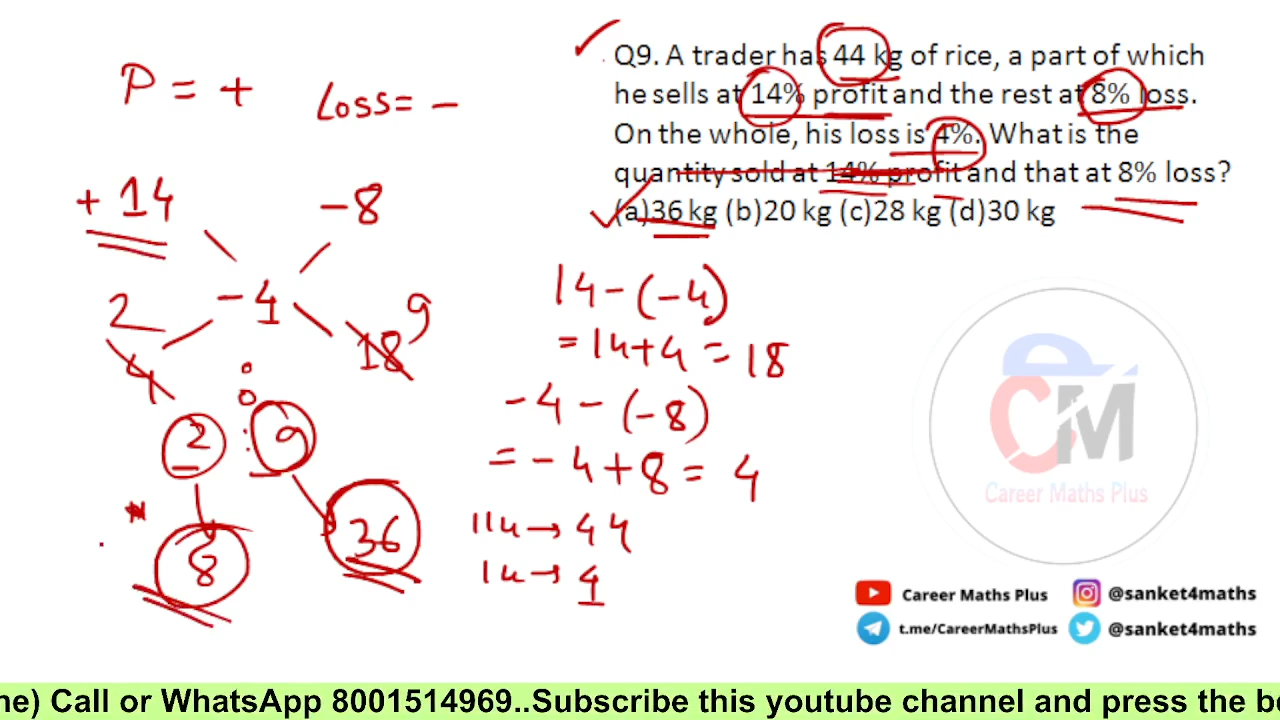 P = +
Loss= -
Q9. A trader has 44 kg of rice, a part of which
he sells at 14% profit and the rest at 8% loss.
On the whole, his loss is 4%. What is the
quantity sold at 14% profit and that at 8% loss?
(a)36 kg (b)20 kg (c)28 kg (d)30 kg
+ 14
- 8
- 4
2
4
18
9
2 : 9
8
36
14 - (-4)
= 14+4 = 18
- 4 - (-8)
= - 4 + 8 = 4
11u → 44
1u → 4
e
CM
Career Maths Plus
Career Maths Plus
@sanket4maths
t.me/CareerMathsPlus
@sanket4maths
ne) Call or WhatsApp 8001514969..Subscribe this youtube channel and press the be